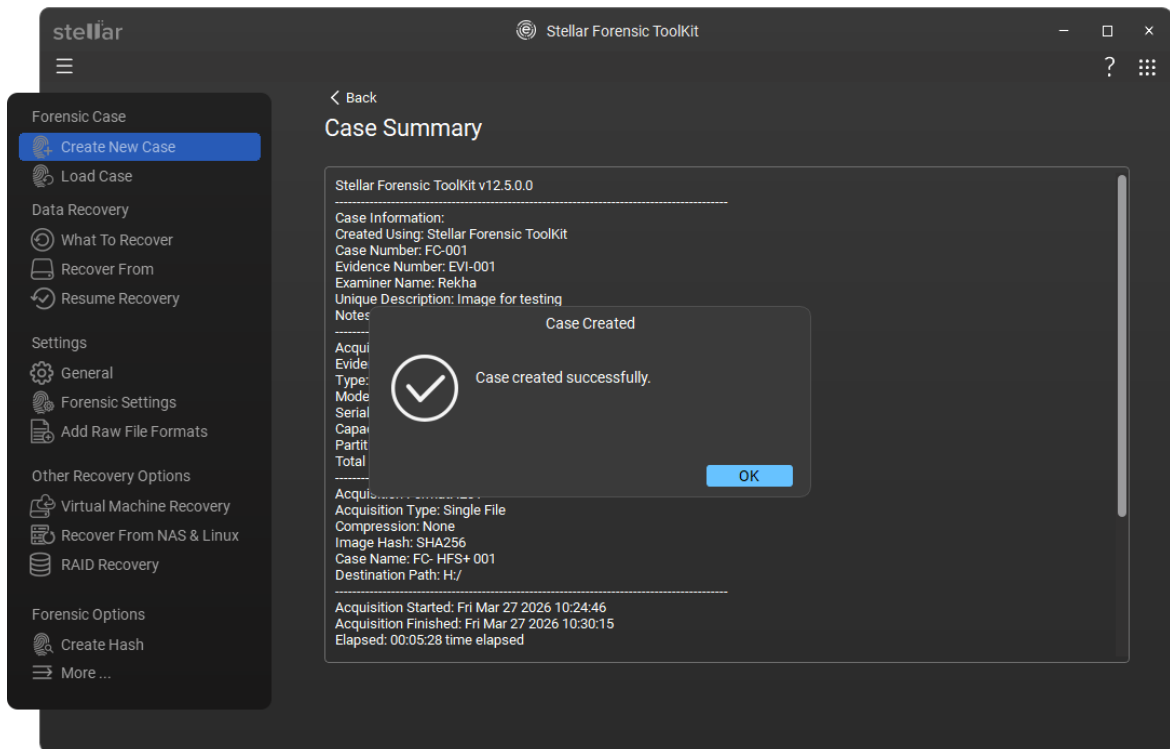 stellar
Stellar Forensic ToolKit
?
Forensic Case
Create New Case
Load Case
Data Recovery
What To Recover
Recover From
Resume Recovery
Settings
General
Forensic Settings
Add Raw File Formats
Other Recovery Options
Virtual Machine Recovery
Recover From NAS & Linux
RAID Recovery
Forensic Options
Create Hash
More ...
Back
Case Summary
Stellar Forensic ToolKit v12.5.0.0
Case Information:
Created Using: Stellar Forensic ToolKit
Case Number: FC-001
Evidence Number: EVI-001
Examiner Name: Rekha
Unique Description: Image for testing
Notes
Acqui
Evide
Type:
Mode
Serial
Capa
Partit
Total
Acquisition Type: Single File
Compression: None
Image Hash: SHA256
Case Name: FC- HFS+ 001
Destination Path: H:/
Acquisition Started: Fri Mar 27 2026 10:24:46
Acquisition Finished: Fri Mar 27 2026 10:30:15
Elapsed: 00:05:28 time elapsed
Case Created
Case created successfully.
OK